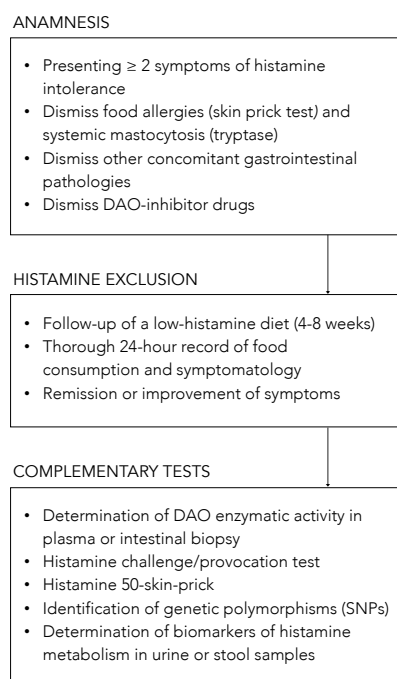 ANAMNESIS
• Presenting ≥ 2 symptoms of histamine
intolerance
• Dismiss food allergies (skin prick test) and
systemic mastocytosis (tryptase)
• Dismiss other concomitant gastrointestinal
pathologies
• Dismiss DAO-inhibitor drugs
HISTAMINE EXCLUSION
• Follow-up of a low-histamine diet (4-8 weeks)
• Thorough 24-hour record of food
consumption and symptomatology
• Remission or improvement of symptoms
COMPLEMENTARY TESTS
• Determination of DAO enzymatic activity in
plasma or intestinal biopsy
• Histamine challenge/provocation test
• Histamine 50-skin-prick
• Identification of genetic polymorphisms (SNPs)
• Determination of biomarkers of histamine
metabolism in urine or stool samples